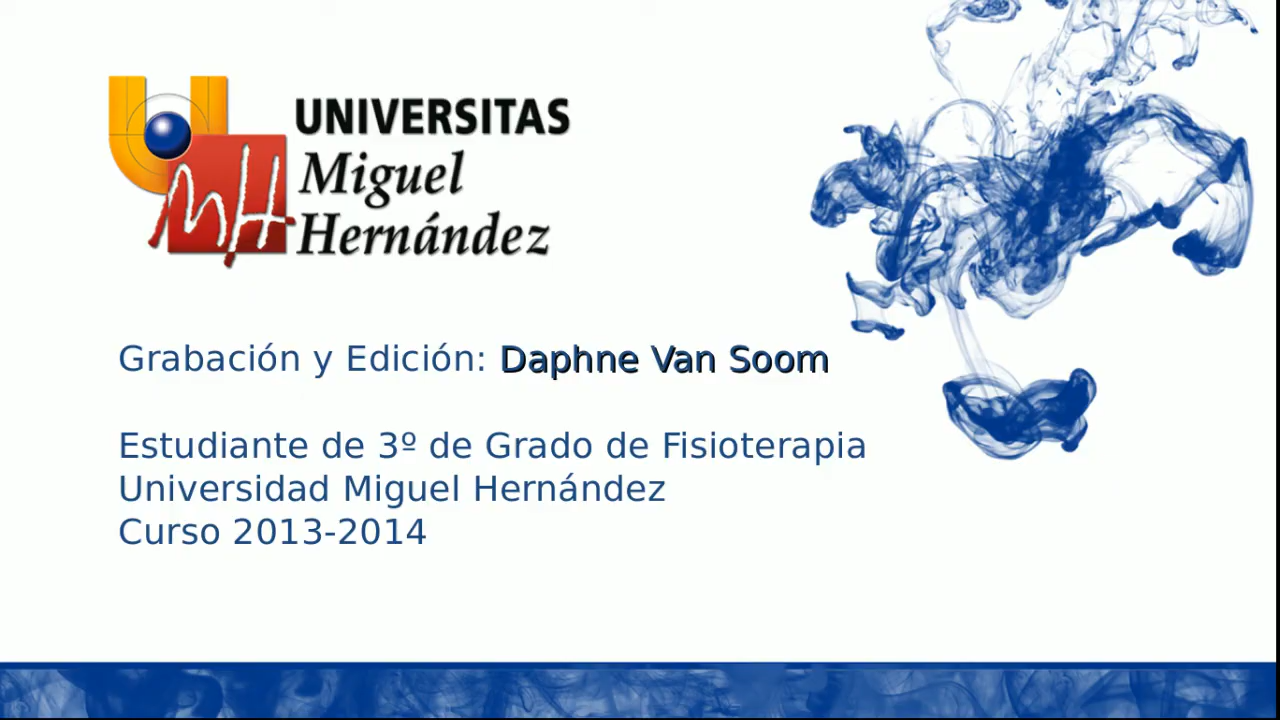 UNIVERSITAS
Miguel
Hernández
MH
Grabación y Edición: Daphne Van Soom
Estudiante de 3º de Grado de Fisioterapia
Universidad Miguel Hernández
Curso 2013-2014